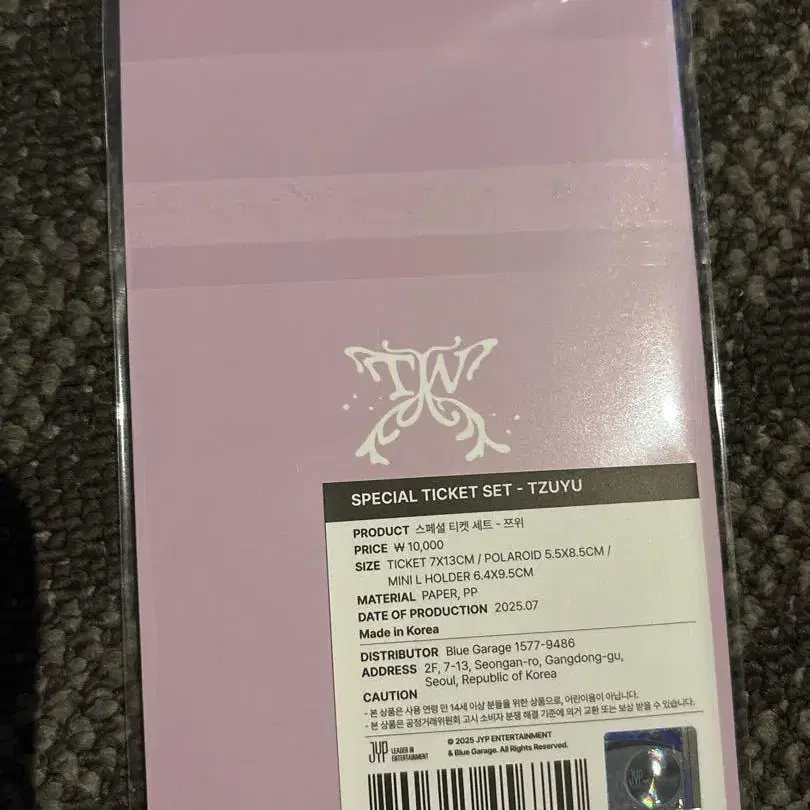 TW
SPECIAL TICKET SET - TZUYU
PRODUCT 스페셜 티켓 세트 - 쯔위
PRICE ₩ 10,000
SIZE TICKET 7X13CM / POLAROID 5.5X8.5CM /
MINI L HOLDER 6.4X9.5CM
MATERIAL PAPER, PP
DATE OF PRODUCTION 2025.07
Made in Korea
DISTRIBUTOR Blue Garage 1577-9486
ADDRESS 2F, 7-13, Seongan-ro, Gangdong-gu,
Seoul, Republic of Korea
CAUTION
- 본 상품은 사용 연령 만 14세 이상 분들을 위한 상품으로, 어린이용이 아닙니다.
- 본 상품은 공정거래위원회 고시 소비자 분쟁 해결 기준에 의거 교환 또는 보상 받을 수 있습니다.
JYP LEADER IN
ENTERTAINMENT
© 2025 JYP ENTERTAINMENT
& Blue Garage. All Rights Reserved.
JYP